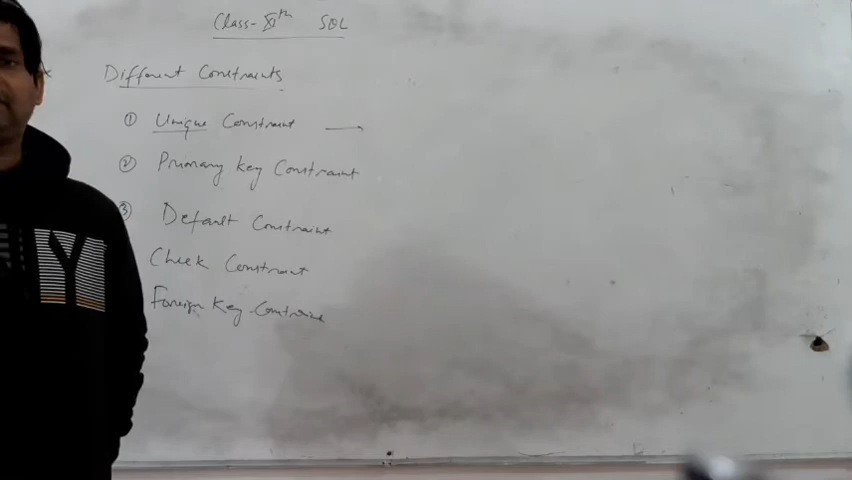 Class-XIth SQL
Different Constraints
① Unique Constraint →
② Primary Key Constraint
③ Default Constraint
Check Constraint
Foreign Key Constraint
Y